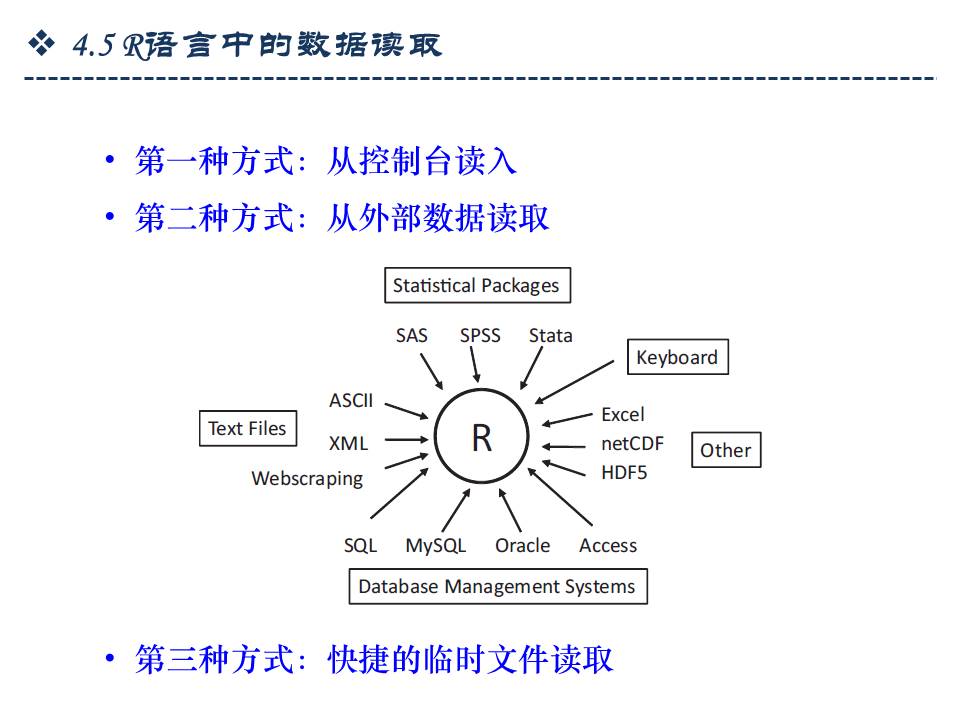 ❖ 4.5 R语言中的数据读取
• 第一种方式：从控制台读入
• 第二种方式：从外部数据读取
Statistical Packages
SAS SPSS Stata
Keyboard
ASCII
Excel
Text Files
R
XML
netCDF
Other
Webscraping
HDF5
SQL MySQL Oracle Access
Database Management Systems
• 第三种方式：快捷的临时文件读取